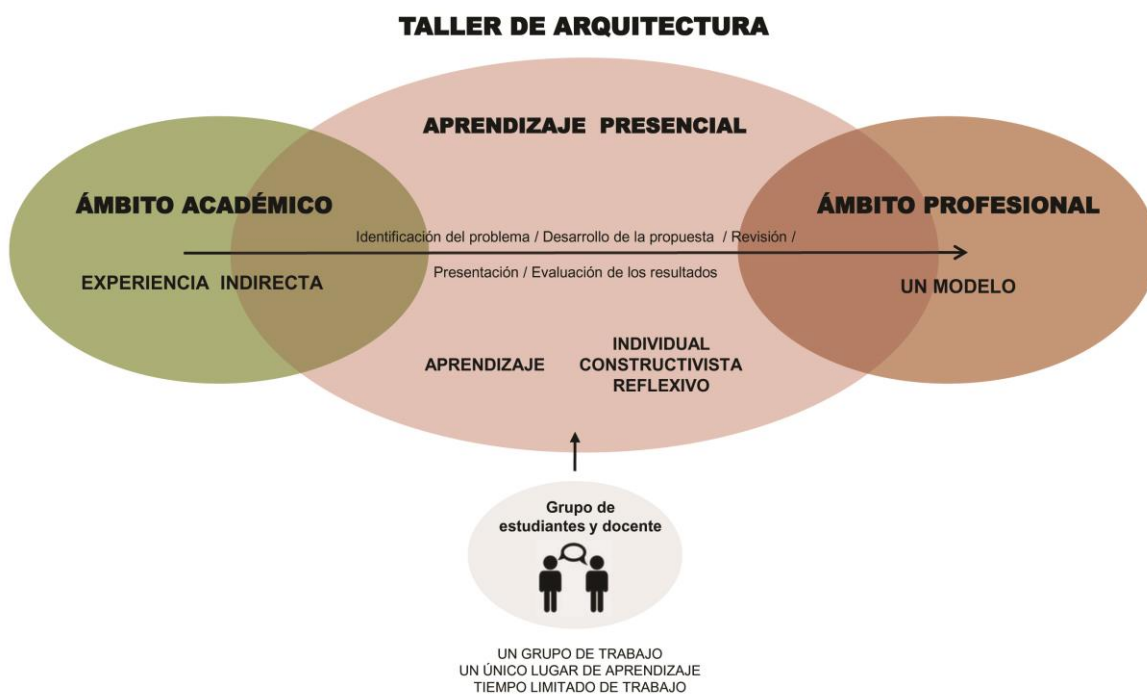 TALLER DE ARQUITECTURA
APRENDIZAJE PRESENCIAL
ÁMBITO ACADÉMICO
ÁMBITO PROFESIONAL
Identificación del problema / Desarrollo de la propuesta / Revisión /
Presentación / Evaluación de los resultados
EXPERIENCIA INDIRECTA
UN MODELO
APRENDIZAJE
INDIVIDUAL
CONSTRUCTIVISTA
REFLEXIVO
Grupo de
estudiantes y docente
UN GRUPO DE TRABAJO
UN ÚNICO LUGAR DE APRENDIZAJE
TIEMPO LIMITADO DE TRABAJO